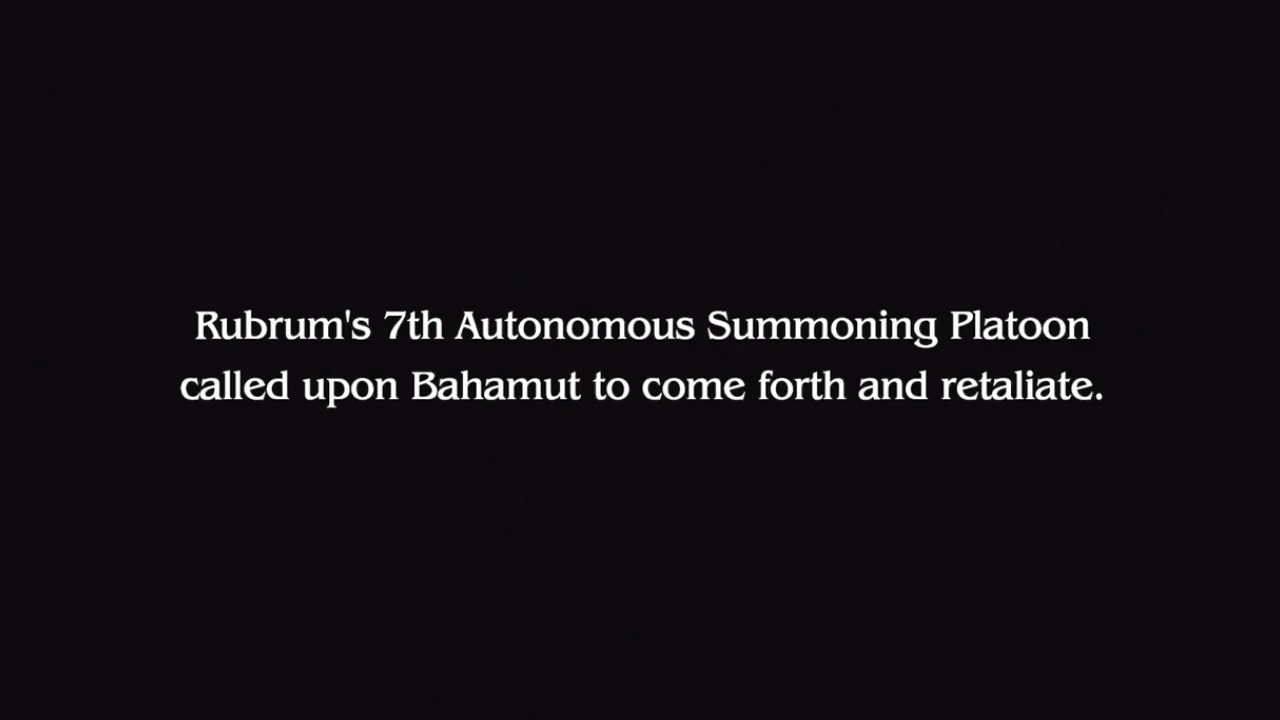 Rubrum's 7th Autonomous Summoning Platoon
called upon Bahamut to come forth and retaliate.